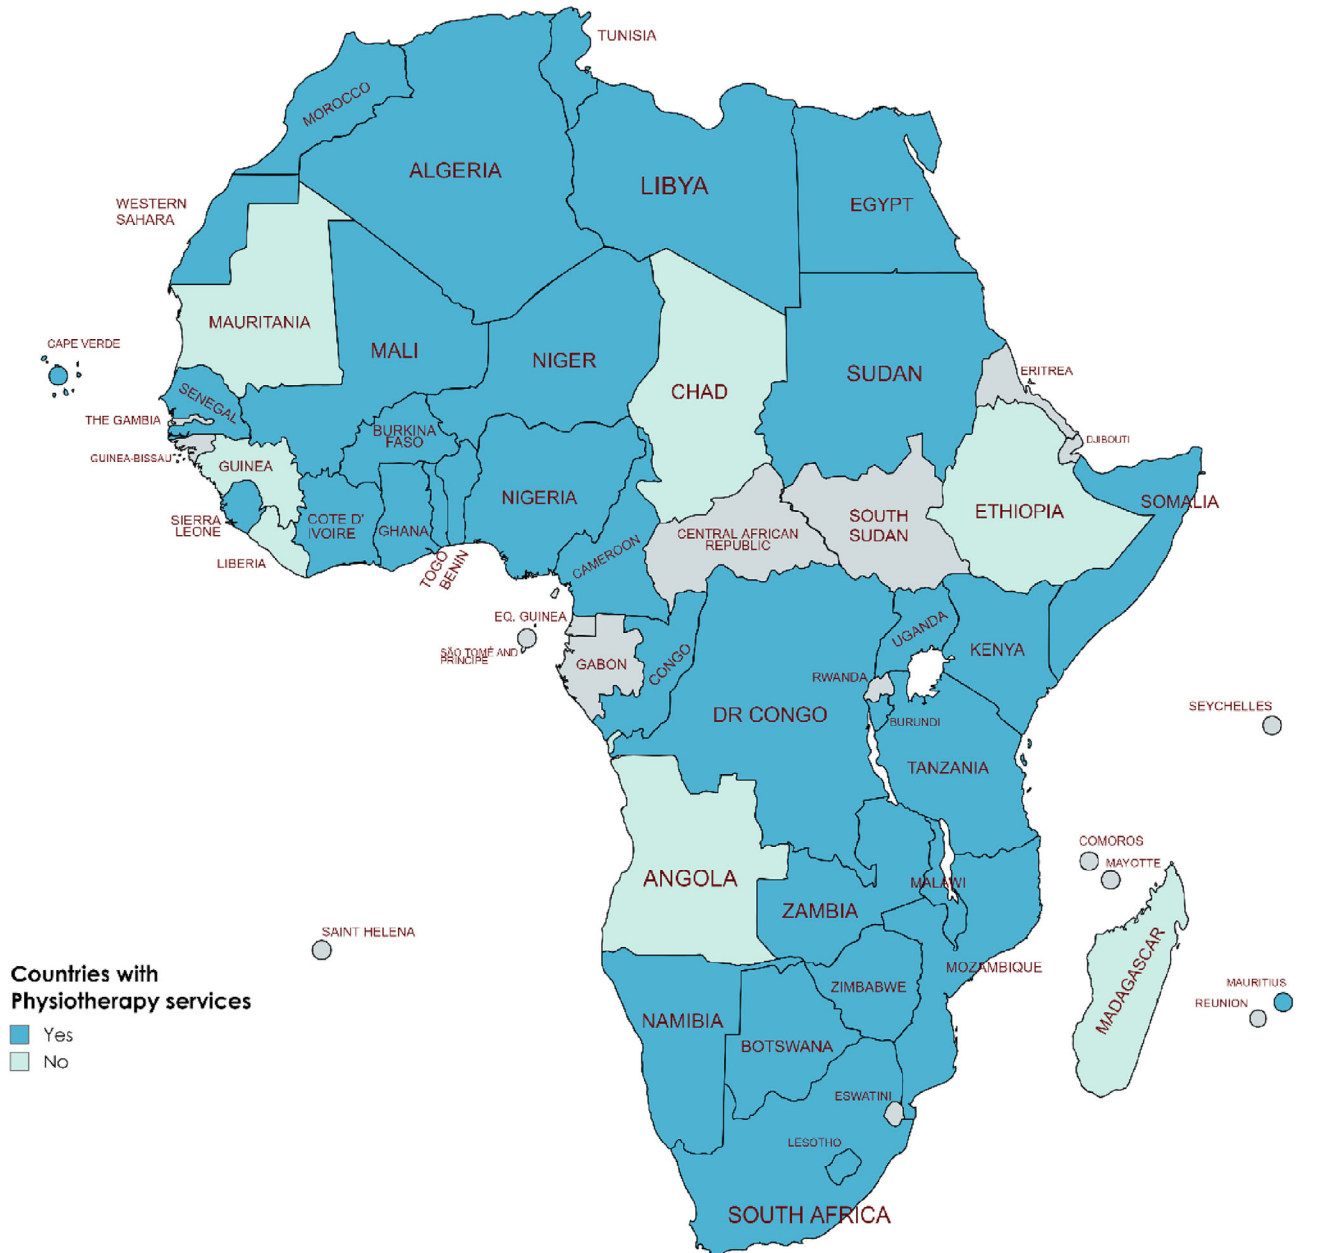 TUNISIA
MOROCCO
ALGERIA
LIBYA
EGYPT
WESTERN
SAHARA
MAURITANIA
MALI
NIGER
CHAD
SUDAN
ERITREA
CAPE VERDE
SENEGAL
THE GAMBIA
BURKINA
FASO
DJIBOUTI
GUINEA-BISSAU
GUINEA
NIGERIA
ETHIOPIA
SOMALIA
SIERRA
LEONE
COTE D'
IVOIRE
GHANA
SOUTH
SUDAN
CENTRAL AFRICAN
REPUBLIC
LIBERIA
TOGO
BENIN
CAMEROON
EQ. GUINEA
SÃO TOMÉ AND
PRINCIPE
GABON
CONGO
UGANDA
KENYA
RWANDA
DR CONGO
BURUNDI
SEYCHELLES
TANZANIA
COMOROS
MAYOTTE
ANGOLA
MALAWI
ZAMBIA
SAINT HELENA
MADAGASCAR
MOZAMBIQUE
ZIMBABWE
MAURITIUS
REUNION
NAMIBIA
BOTSWANA
ESWATINI
LESOTHO
SOUTH AFRICA
Countries with
Physiotherapy services
Yes
No